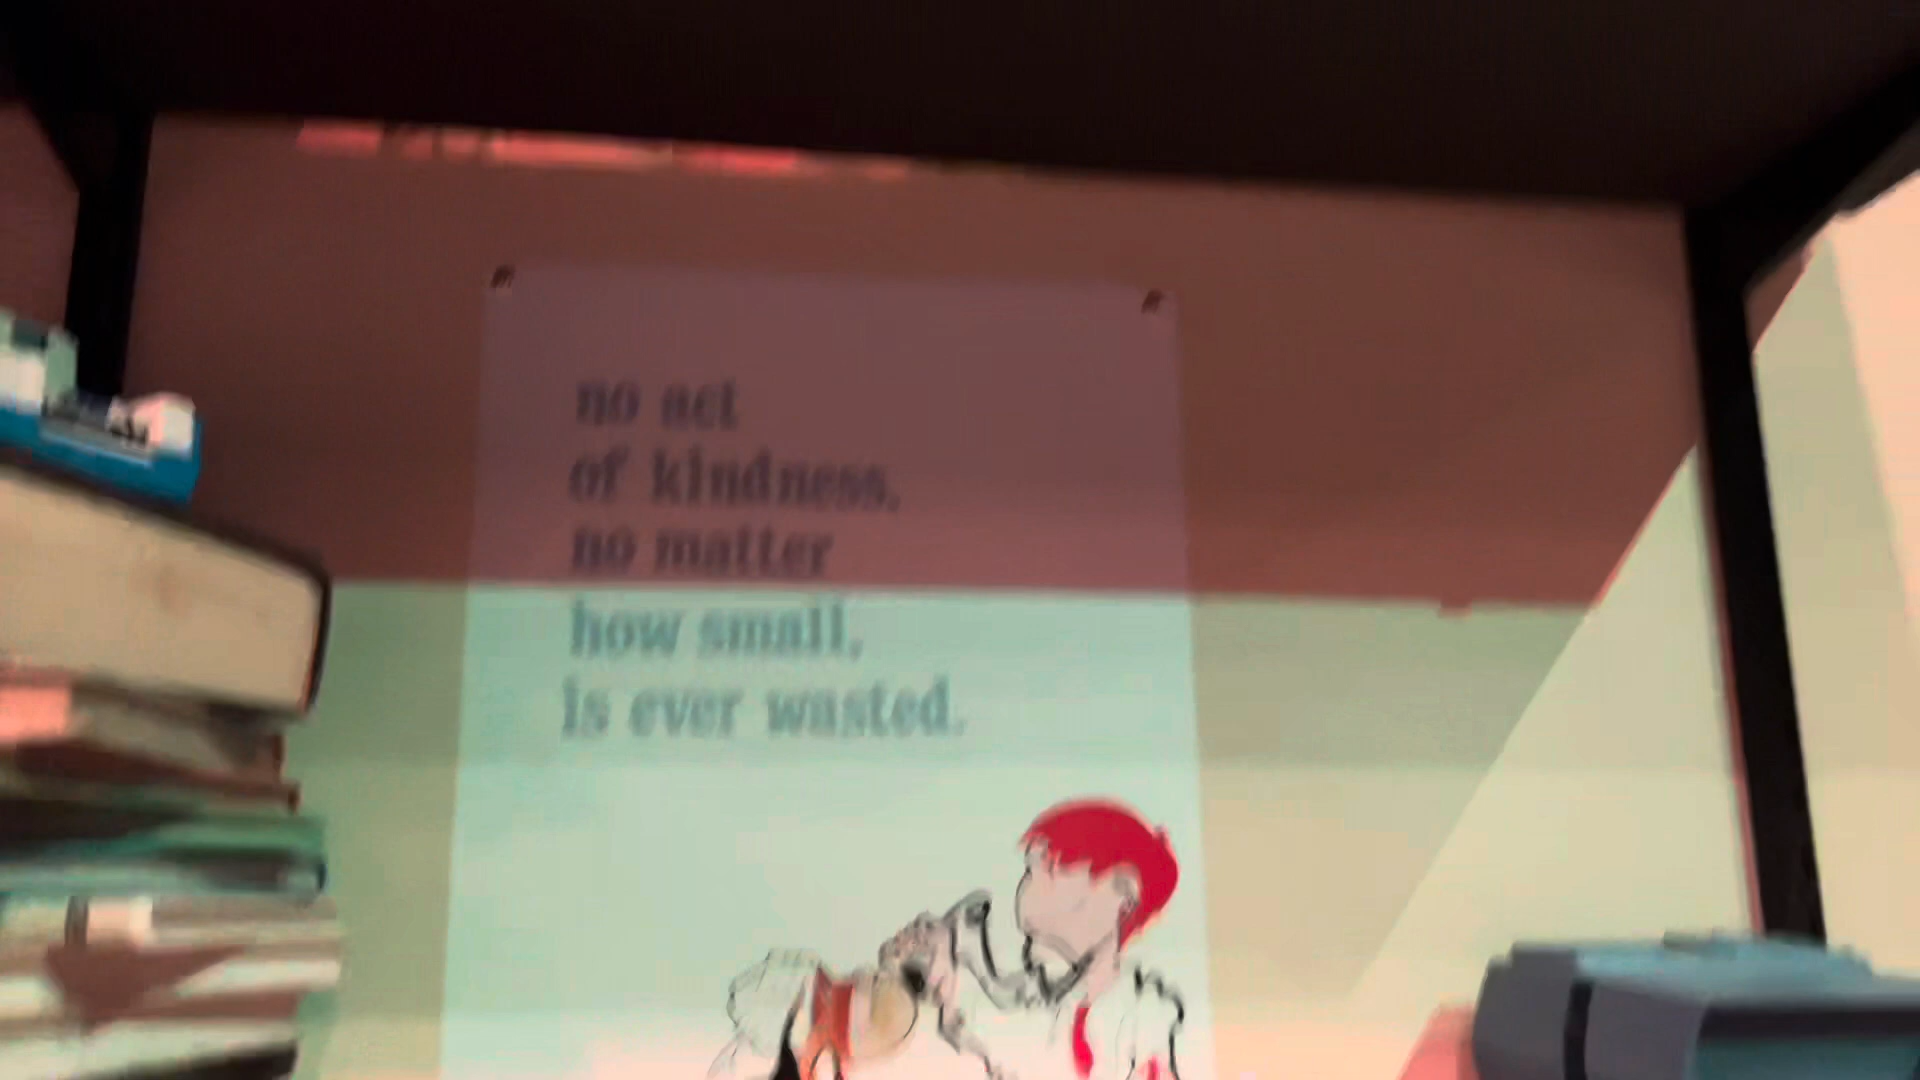 no act
of kindness,
no matter
how small,
is ever wasted.